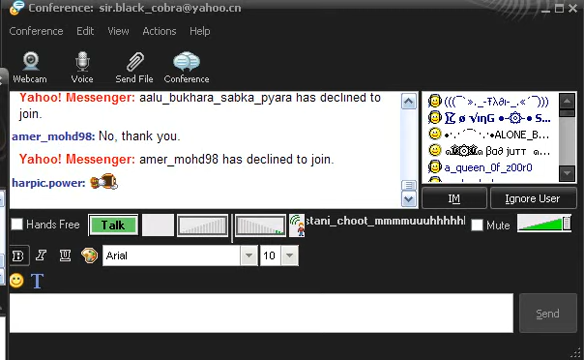 Conference: sir.black_cobra@yahoo.cn
Conference Edit View Actions Help
Webcam Voice Send File Conference
Yahoo! Messenger: aalu_bukhara_sabka_pyara has declined to
join.
amer_mohd98: No, thank you.
Yahoo! Messenger: amer_mohd98 has declined to join.
harpic.power:
a_queen_0f_z00r0
IM Ignore User
Hands Free Talk stani_choot_mmmmuuuhhhhh Mute
B I U Arial 10
T
Send